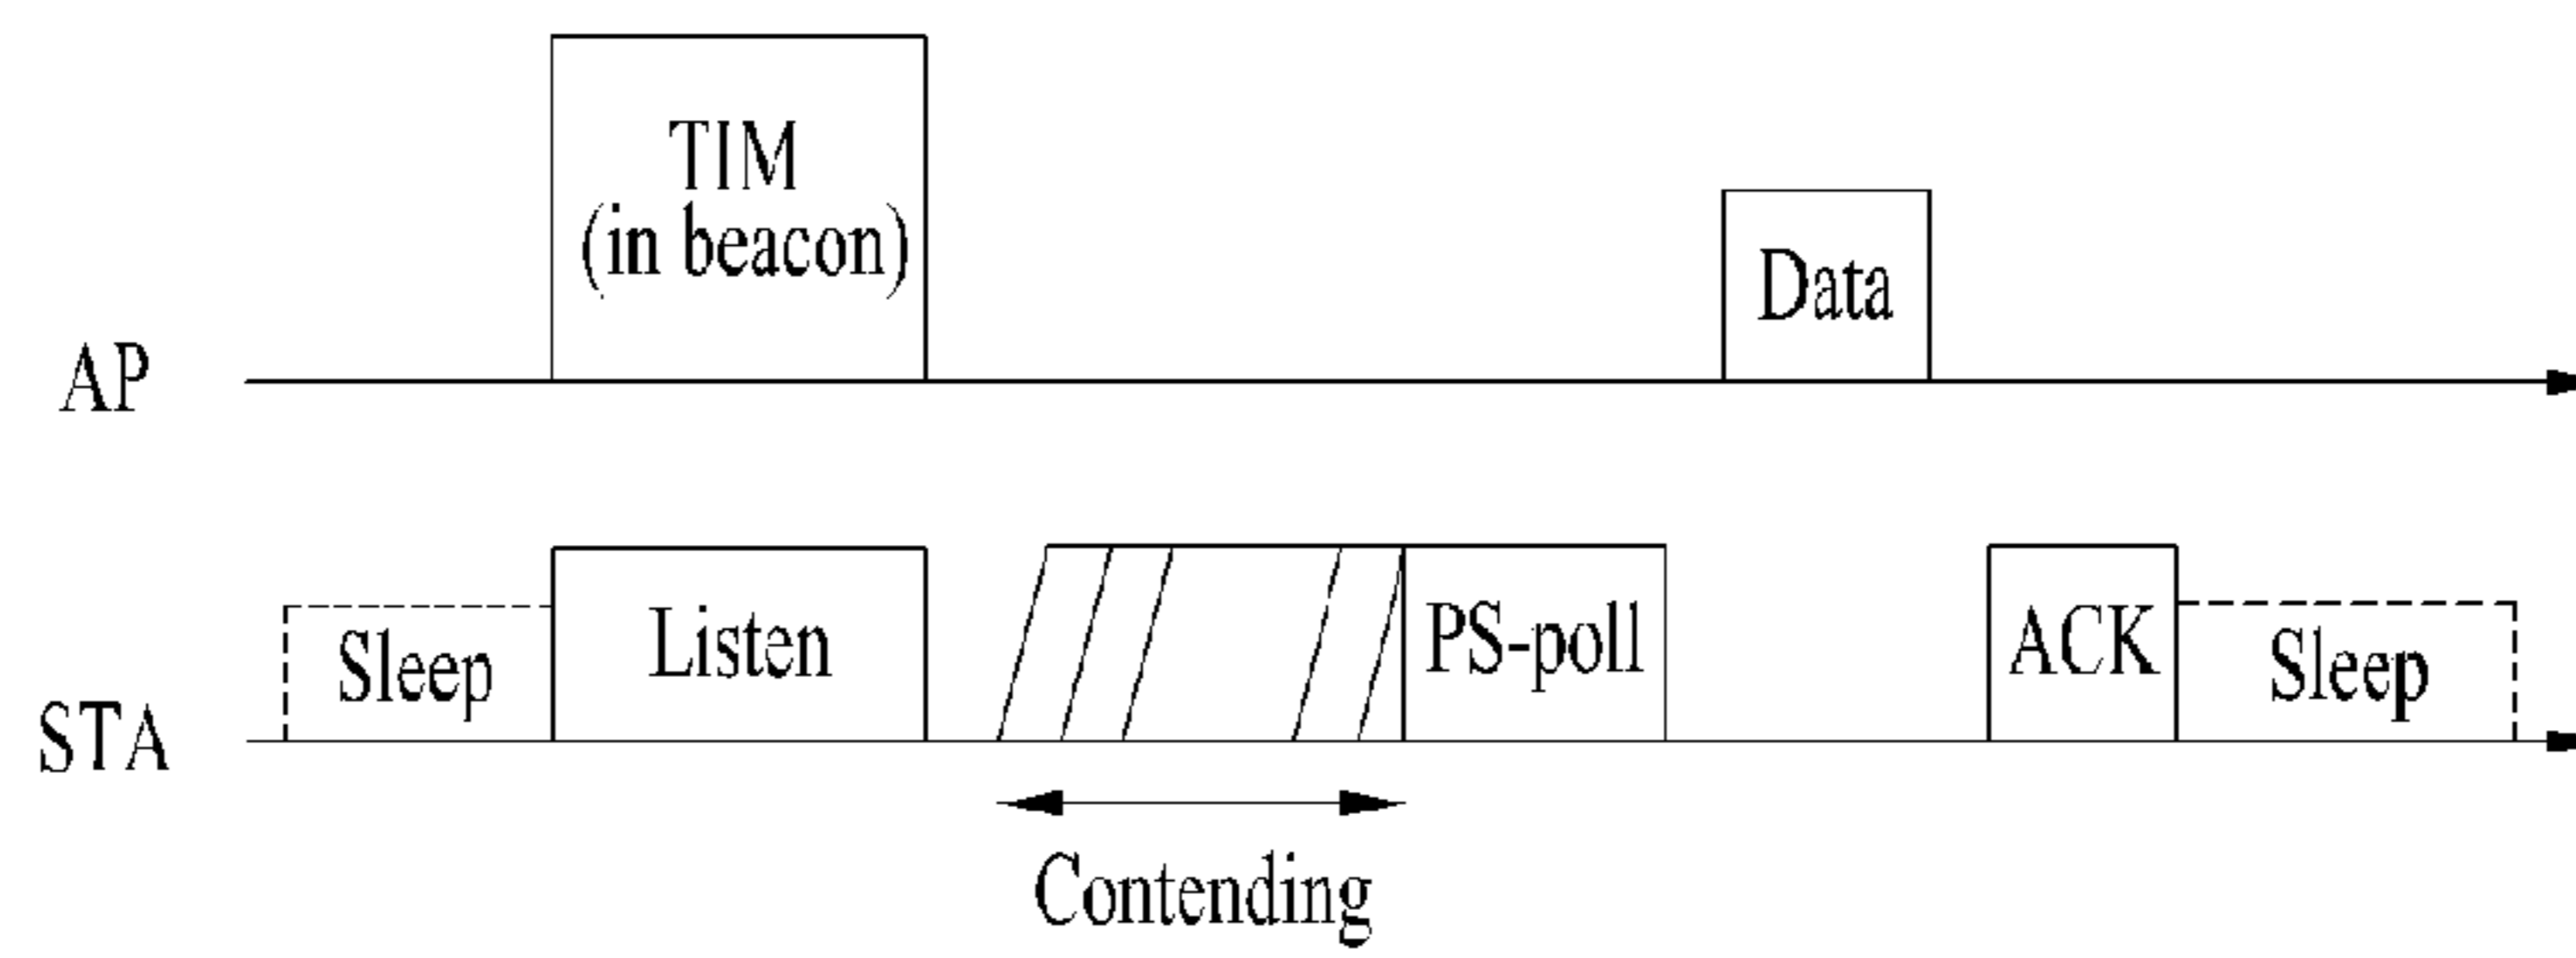 TIM
(in beacon)
Data
AP
Sleep
Listen
PS-poll
ACK
Sleep
STA
Contending